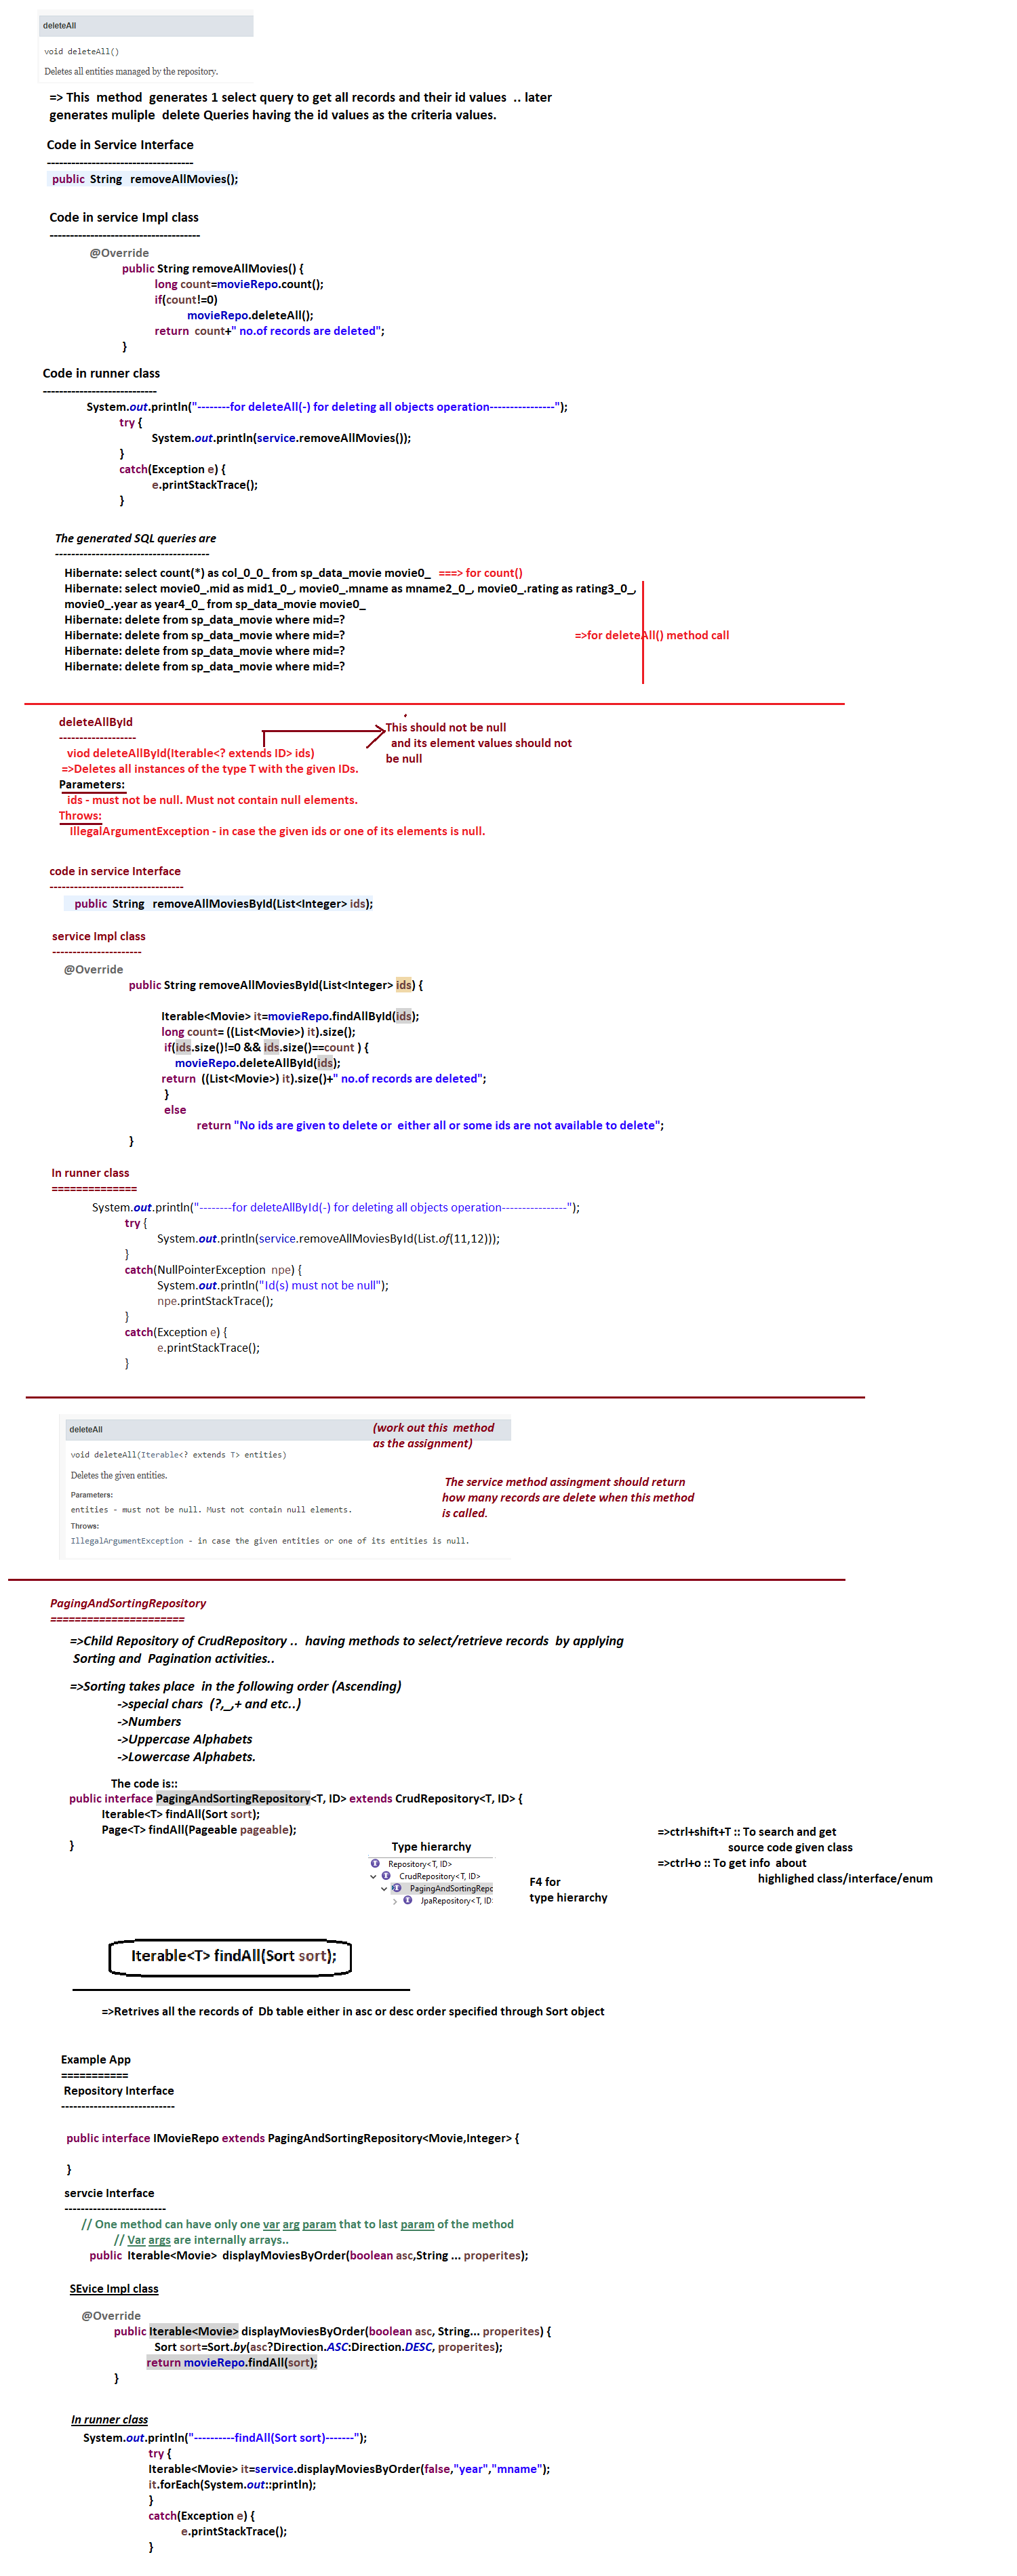 deleteAll
void deleteAll()
Deletes all entities managed by the repository.
=> This method generates 1 select query to get all records and their id values .. later
generates muliple delete Queries having the id values as the criteria values.
Code in Service Interface
------------------------------------
public String removeAllMovies();
Code in service Impl class
-------------------------------------
@Override
public String removeAllMovies() {
long count=movieRepo.count();
if(count!=0)
movieRepo.deleteAll();
return count+" no.of records are deleted";
}
Code in runner class
----------------------------
System.out.println("--------for deleteAll(-) for deleting all objects operation----------------");
try {
System.out.println(service.removeAllMovies());
}
catch(Exception e) {
e.printStackTrace();
}
The generated SQL queries are
--------------------------------------
Hibernate: select count(*) as col_0_0_ from sp_data_movie movie0_ ===> for count()
Hibernate: select movie0_.mid as mid1_0_, movie0_.mname as mname2_0_, movie0_.rating as rating3_0_,
movie0_.year as year4_0_ from sp_data_movie movie0_
Hibernate: delete from sp_data_movie where mid=?
Hibernate: delete from sp_data_movie where mid=? =>for deleteAll() method call
Hibernate: delete from sp_data_movie where mid=?
Hibernate: delete from sp_data_movie where mid=?
deleteAllById
-------------------
This should not be null
and its element values should not
be null
viod deleteAllById(Iterable<? extends ID> ids)
=>Deletes all instances of the type T with the given IDs.
Parameters:
ids - must not be null. Must not contain null elements.
Throws:
IllegalArgumentException - in case the given ids or one of its elements is null.
code in service Interface
---------------------------------
public String removeAllMoviesById(List<Integer> ids);
service Impl class
----------------------
@Override
public String removeAllMoviesById(List<Integer> ids) {
Iterable<Movie> it=movieRepo.findAllById(ids);
long count= ((List<Movie>) it).size();
if(ids.size()!=0 && ids.size()==count ) {
movieRepo.deleteAllById(ids);
return ((List<Movie>) it).size()+" no.of records are deleted";
}
else
return "No ids are given to delete or either all or some ids are not available to delete";
}
In runner class
==============
System.out.println("--------for deleteAllById(-) for deleting all objects operation----------------");
try {
System.out.println(service.removeAllMoviesById(List.of(11,12)));
}
catch(NullPointerException npe) {
System.out.println("Id(s) must not be null");
npe.printStackTrace();
}
catch(Exception e) {
e.printStackTrace();
}
deleteAll
(work out this method
as the assignment)
void deleteAll(Iterable<? extends T> entities)
Deletes the given entities.
Parameters:
entities - must not be null. Must not contain null elements.
Throws:
IllegalArgumentException - in case the given entities or one of its entities is null.
The service method assingment should return
how many records are delete when this method
is called.
PagingAndSortingRepository
======================
=>Child Repository of CrudRepository .. having methods to select/retrieve records by applying
Sorting and Pagination activities..
=>Sorting takes place in the following order (Ascending)
->special chars (?,_,+ and etc..)
->Numbers
->Uppercase Alphabets
->Lowercase Alphabets.
The code is::
public interface PagingAndSortingRepository<T, ID> extends CrudRepository<T, ID> {
Iterable<T> findAll(Sort sort);
Page<T> findAll(Pageable pageable);
}
Type hierarchy
Repository<T, ID>
CrudRepository<T, ID>
PagingAndSortingRepo
JpaRepository<T, ID>
F4 for
type hierarchy
=>ctrl+shift+T :: To search and get
source code given class
=>ctrl+o :: To get info about
highlighed class/interface/enum
Iterable<T> findAll(Sort sort);
=>Retrives all the records of Db table either in asc or desc order specified through Sort object
Example App
===========
Repository Interface
----------------------------
public interface IMovieRepo extends PagingAndSortingRepository<Movie,Integer> {
}
servcie Interface
-------------------------
// One method can have only one var arg param that to last param of the method
// Var args are internally arrays..
public Iterable<Movie> displayMoviesByOrder(boolean asc,String ... properites);
SEvice Impl class
@Override
public Iterable<Movie> displayMoviesByOrder(boolean asc, String... properites) {
Sort sort=Sort.by(asc?Direction.ASC:Direction.DESC, properites);
return movieRepo.findAll(sort);
}
In runner class
System.out.println("----------findAll(Sort sort)-------");
try {
Iterable<Movie> it=service.displayMoviesByOrder(false,"year","mname");
it.forEach(System.out::println);
}
catch(Exception e) {
e.printStackTrace();
}